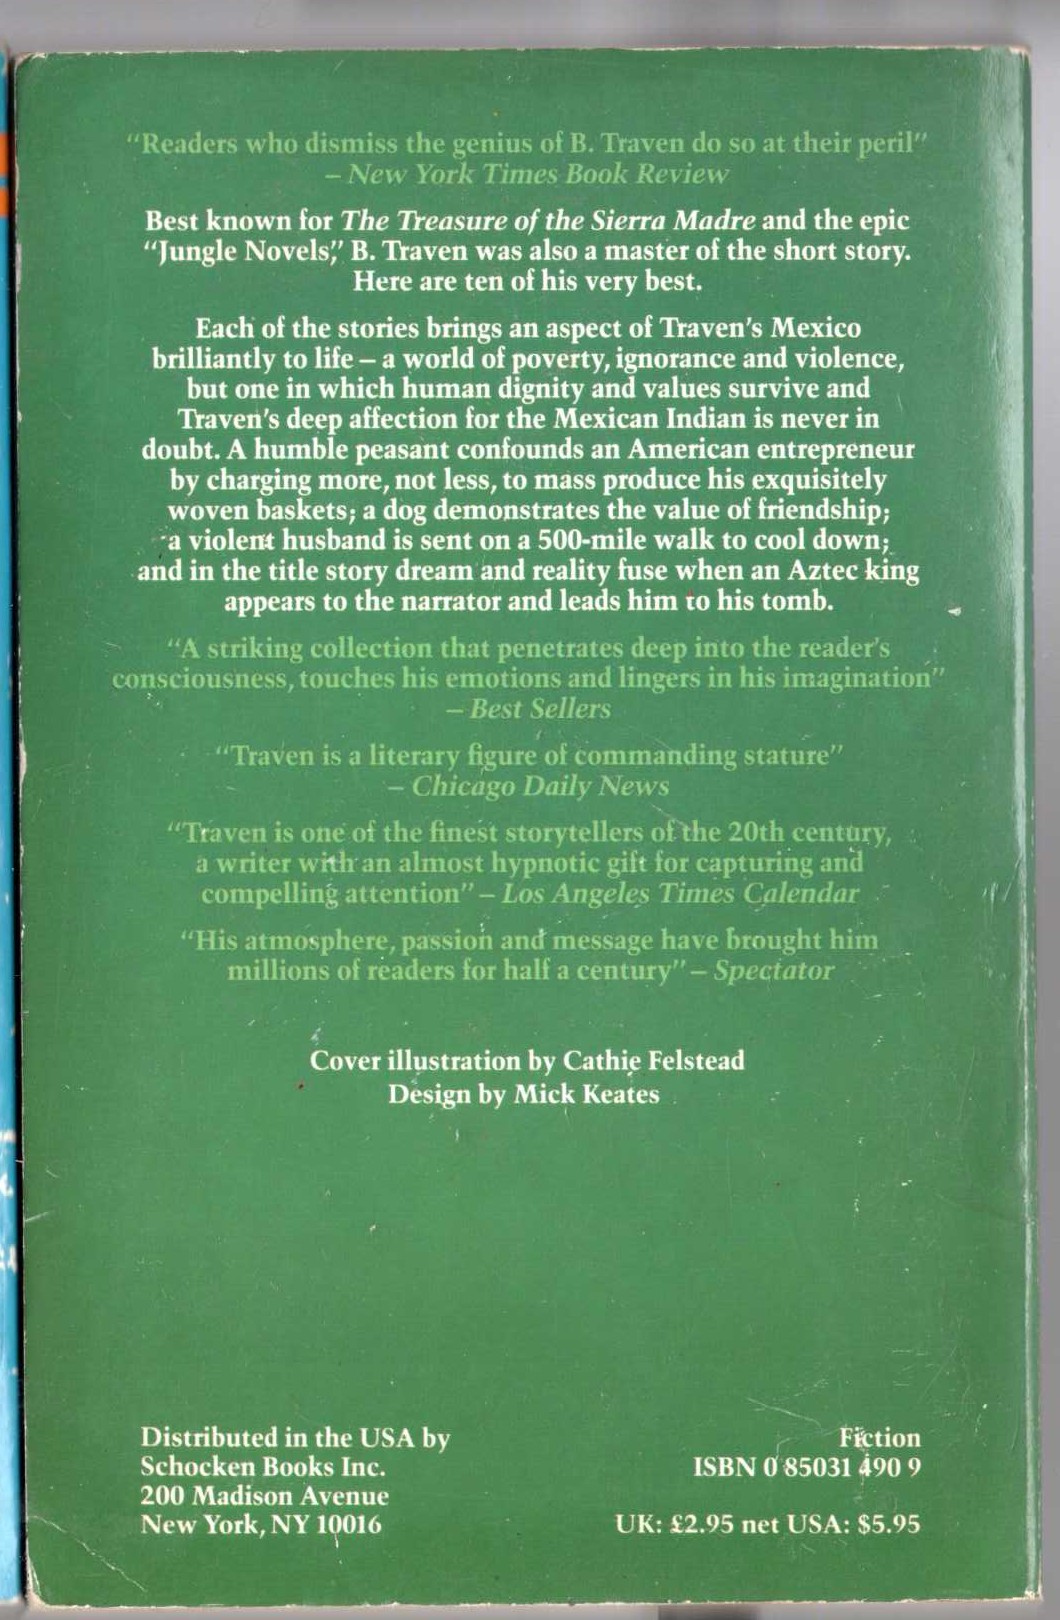 "Readers who dismiss the genius of B. Traven do so at their peril"
– New York Times Book Review
Best known for The Treasure of the Sierra Madre and the epic
"Jungle Novels," B. Traven was also a master of the short story.
Here are ten of his very best.
Each of the stories brings an aspect of Traven's Mexico
brilliantly to life – a world of poverty, ignorance and violence,
but one in which human dignity and values survive and
Traven's deep affection for the Mexican Indian is never in
doubt. A humble peasant confounds an American entrepreneur
by charging more, not less, to mass produce his exquisitely
woven baskets; a dog demonstrates the value of friendship;
a violent husband is sent on a 500-mile walk to cool down;
and in the title story dream and reality fuse when an Aztec king
appears to the narrator and leads him to his tomb.
"A striking collection that penetrates deep into the reader's
consciousness, touches his emotions and lingers in his imagination"
– Best Sellers
"Traven is a literary figure of commanding stature"
– Chicago Daily News
"Traven is one of the finest storytellers of the 20th century,
a writer with an almost hypnotic gift for capturing and
compelling attention" – Los Angeles Times Calendar
"His atmosphere, passion and message have brought him
millions of readers for half a century" – Spectator
Cover illustration by Cathie Felstead
Design by Mick Keates
Distributed in the USA by
Schocken Books Inc.
200 Madison Avenue
New York, NY 10016
Fiction
ISBN 0 85031 490 9
UK: £2.95 net USA: $5.95